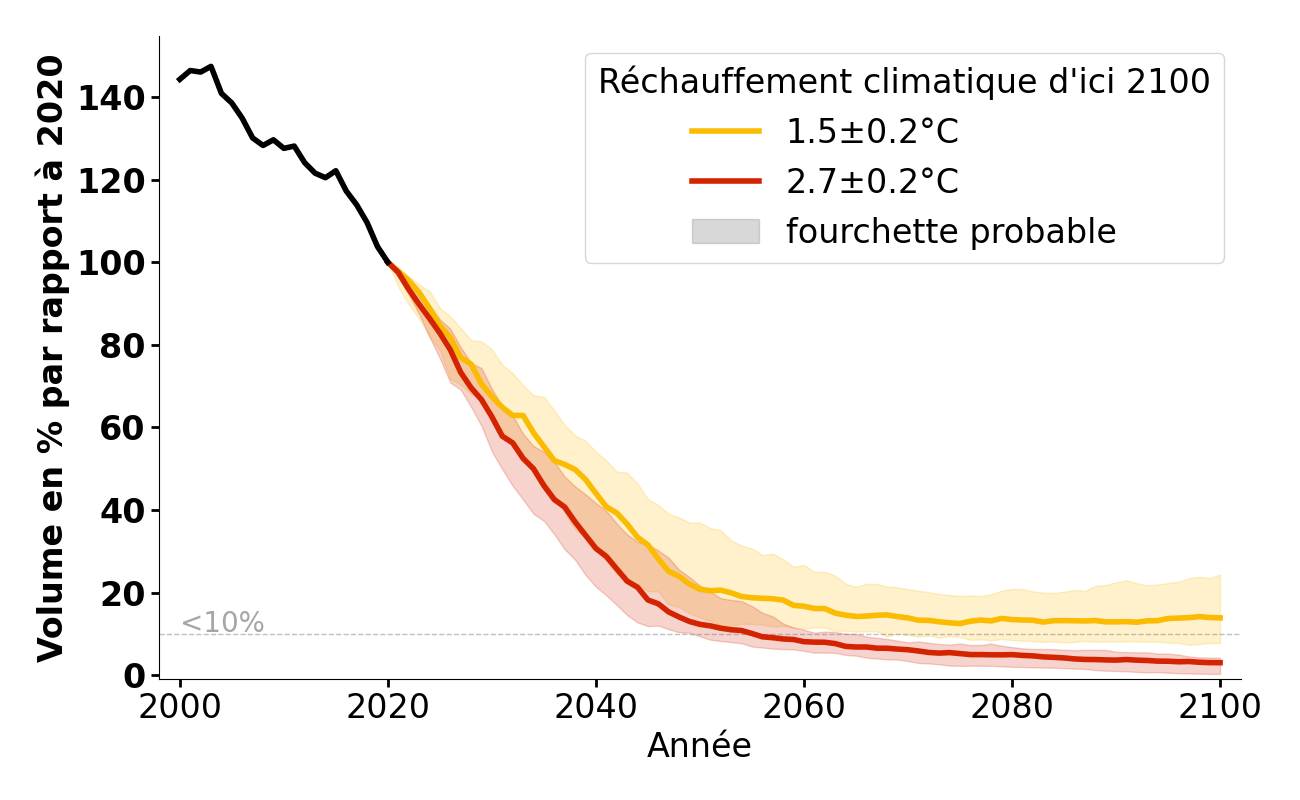 Volume en % par rapport à 2020
140
120
100
80
60
40
20
0
<10%
Réchauffement climatique d'ici 2100
1.5±0.2°C
2.7±0.2°C
fourchette probable
2000 2020 2040 2060 2080 2100
Année